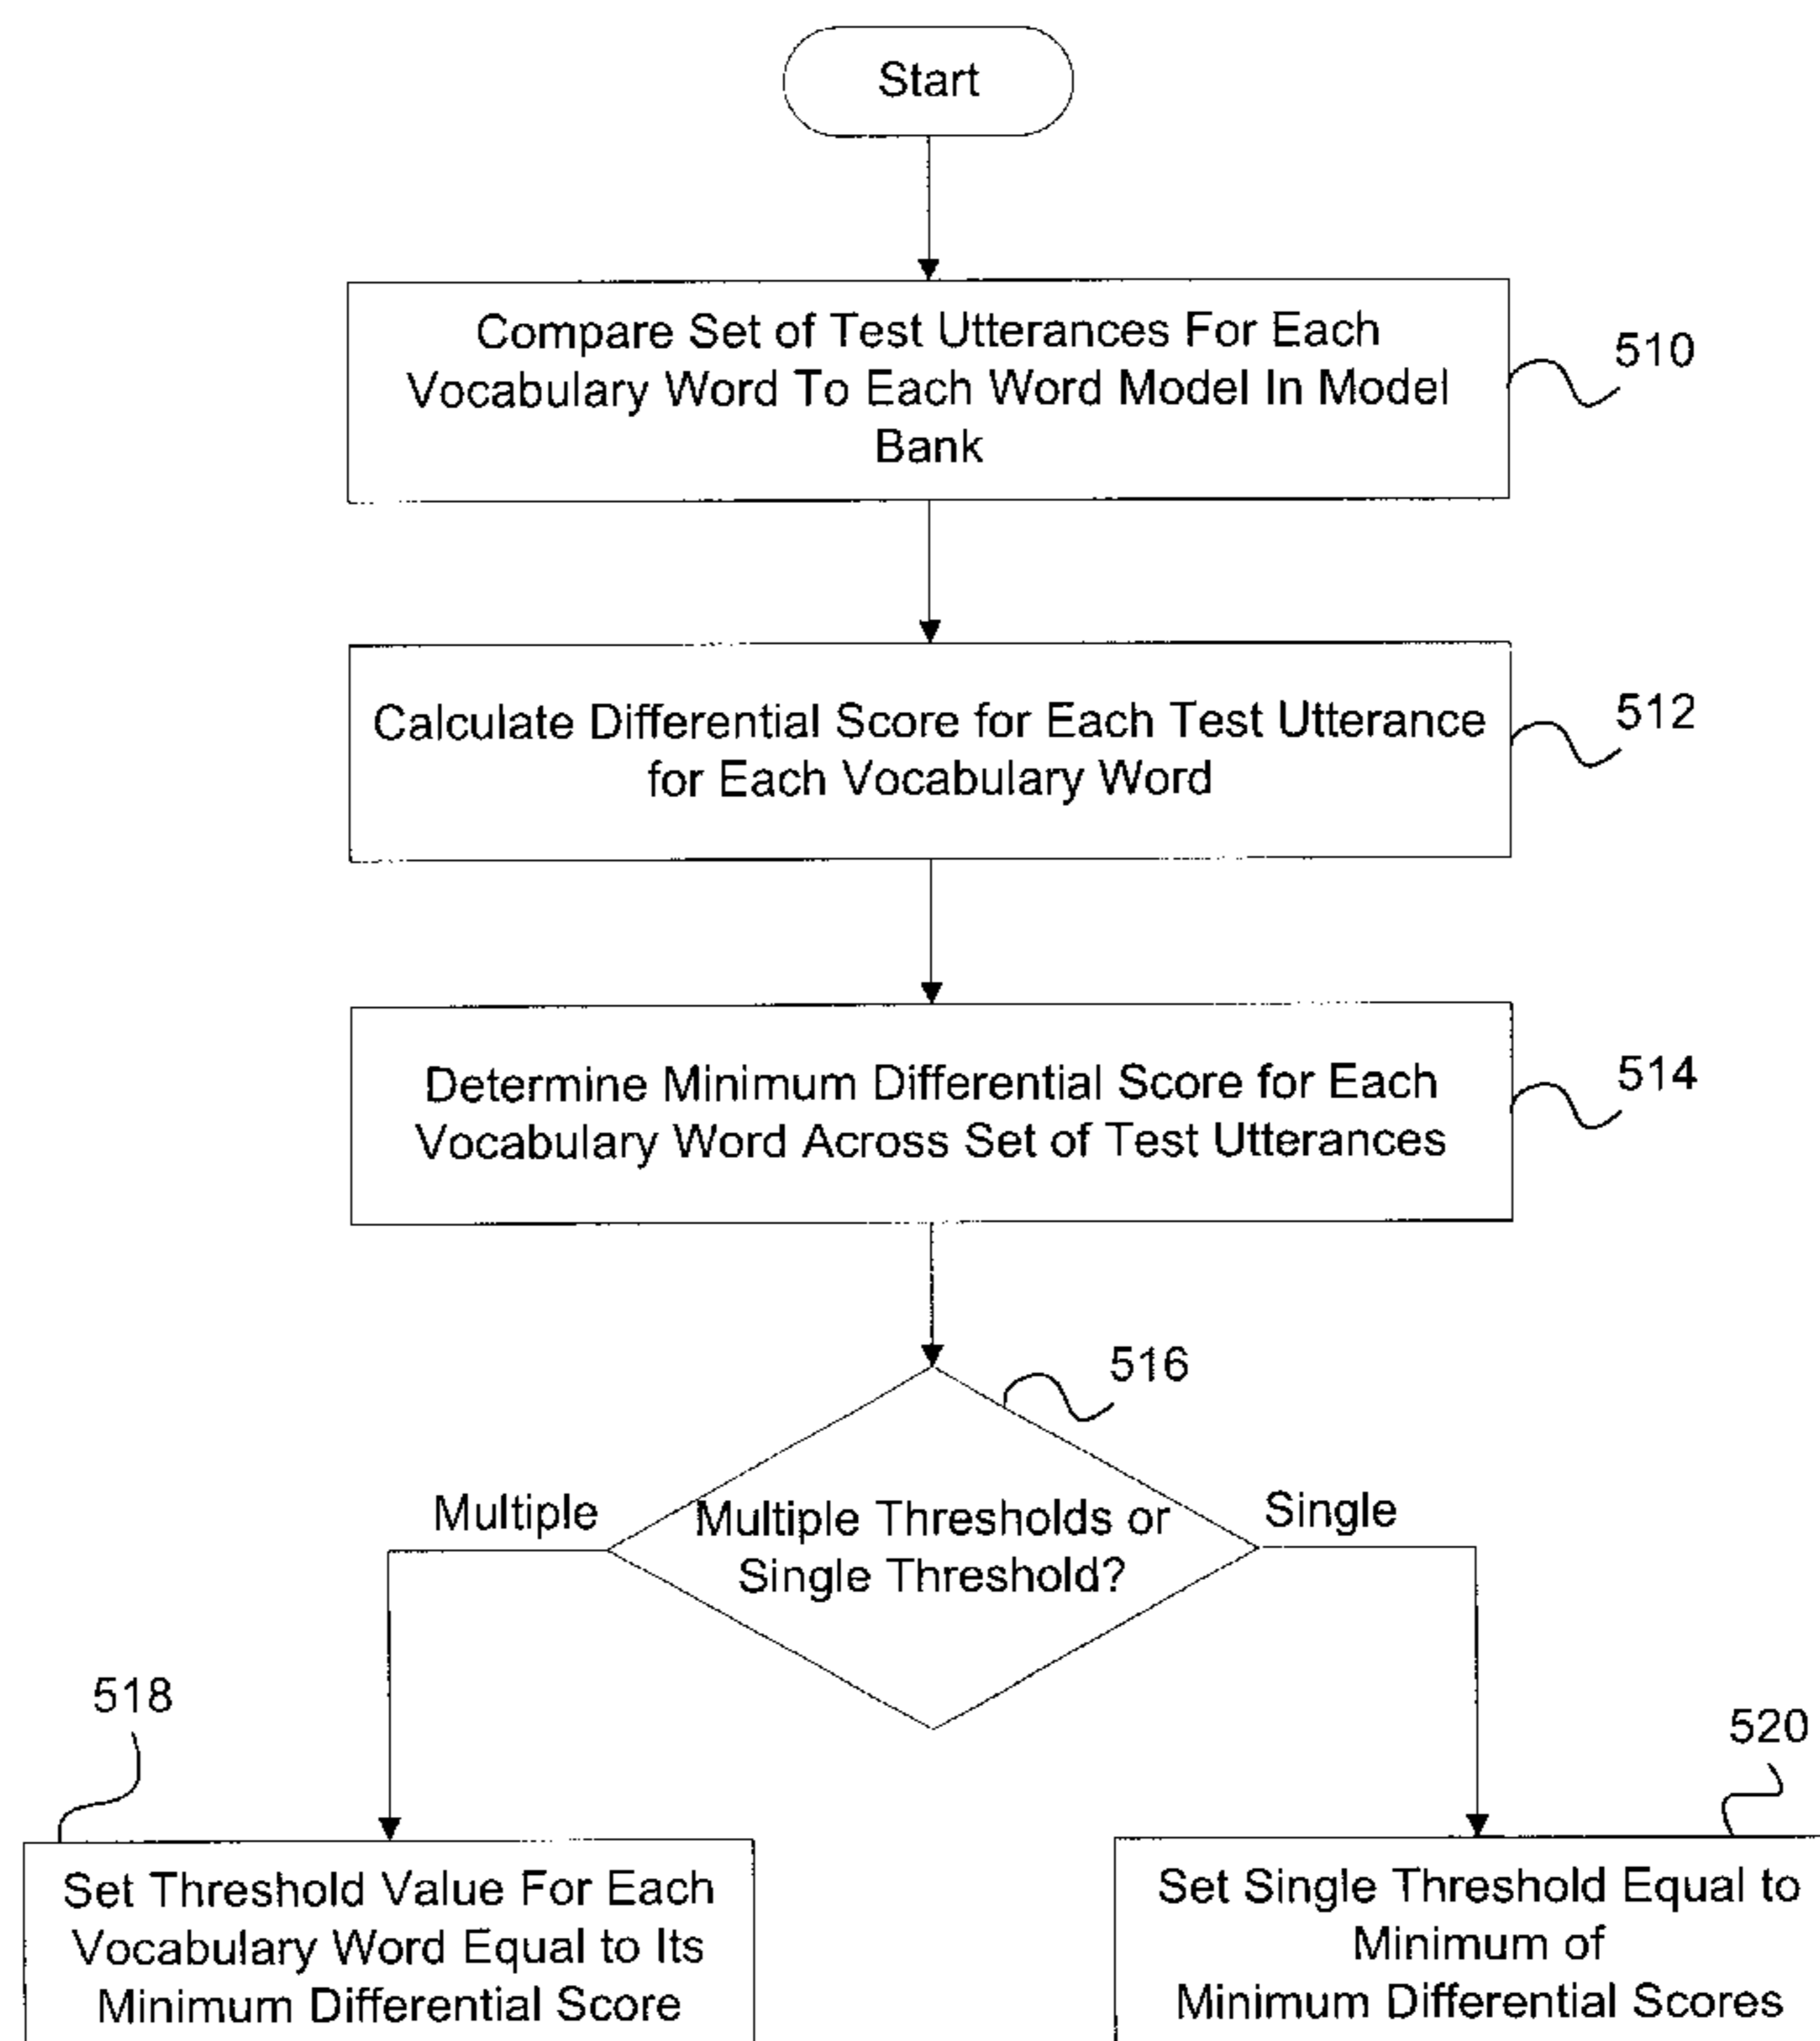 Start
Compare Set of Test Utterances For Each
Vocabulary Word To Each Word Model In Model
Bank
510
Calculate Differential Score for Each Test Utterance
for Each Vocabulary Word
512
Determine Minimum Differential Score for Each
Vocabulary Word Across Set of Test Utterances
514
516
Multiple
Multiple Thresholds or
Single Threshold?
Single
518
520
Set Threshold Value For Each
Vocabulary Word Equal to Its
Minimum Differential Score
Set Single Threshold Equal to
Minimum of
Minimum Differential Scores